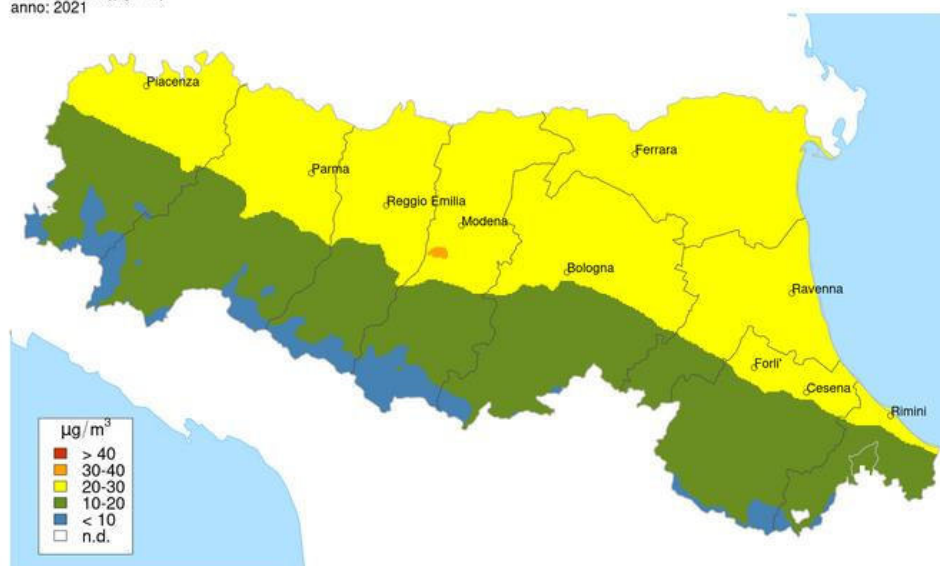 anno: 2021
Piacenza
Parma
Reggio Emilia
Modena
Ferrara
Bologna
Ravenna
Forli'
Cesena
Rimini
µg/m³
> 40
30-40
20-30
10-20
< 10
n.d.